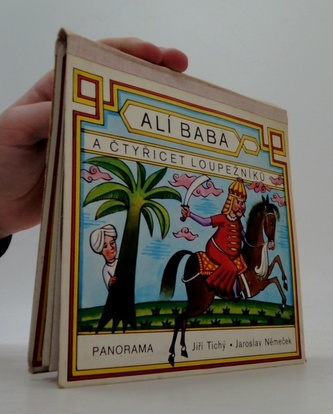 ALÍ BABA
A ČTYŘICET LOUPEŽNÍKŮ
PANORAMA Jiří Tichý • Jaroslav Němeček